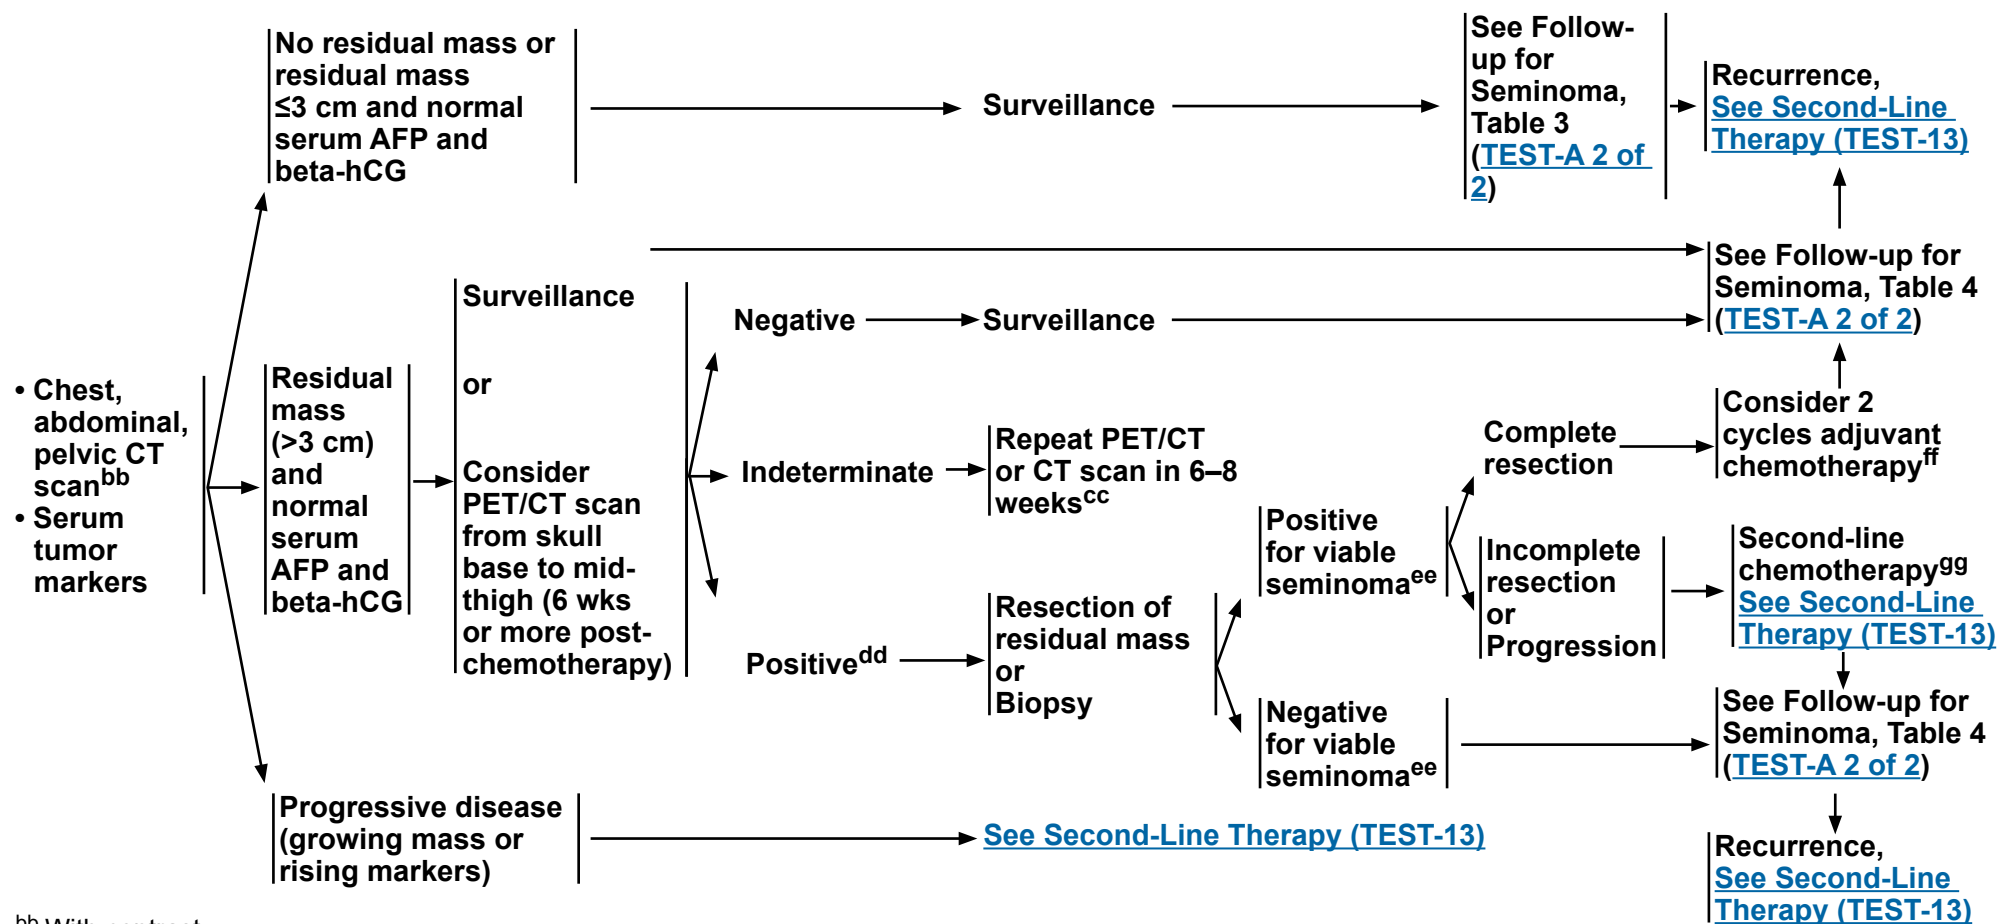 No residual mass or
residual mass
≤3 cm and normal
serum AFP and
beta-hCG
Surveillance
See Follow-
up for
Seminoma,
Table 3
(TEST-A 2 of
2)
Recurrence,
See Second-Line
Therapy (TEST-13)
• Chest,
abdominal,
pelvic CT
scanbb
• Serum
tumor
markers
Residual
mass
(>3 cm)
and
normal
serum
AFP and
beta-hCG
Surveillance
or
Consider
PET/CT scan
from skull
base to mid-
thigh (6 wks
or more post-
chemotherapy)
Negative
Surveillance
See Follow-up for
Seminoma, Table 4
(TEST-A 2 of 2)
Indeterminate
Repeat PET/CT
or CT scan in 6–8
weekscc
Positivedd
Resection of
residual mass
or
Biopsy
Positive
for viable
seminomaee
Complete
resection
Consider 2
cycles adjuvant
chemotherapyff
Incomplete
resection
or
Progression
Second-line
chemotherapygg
See Second-Line
Therapy (TEST-13)
Negative
for viable
seminomaee
See Follow-up for
Seminoma, Table 4
(TEST-A 2 of 2)
Progressive disease
(growing mass or
rising markers)
See Second-Line Therapy (TEST-13)
Recurrence,
See Second-Line
Therapy (TEST-13)